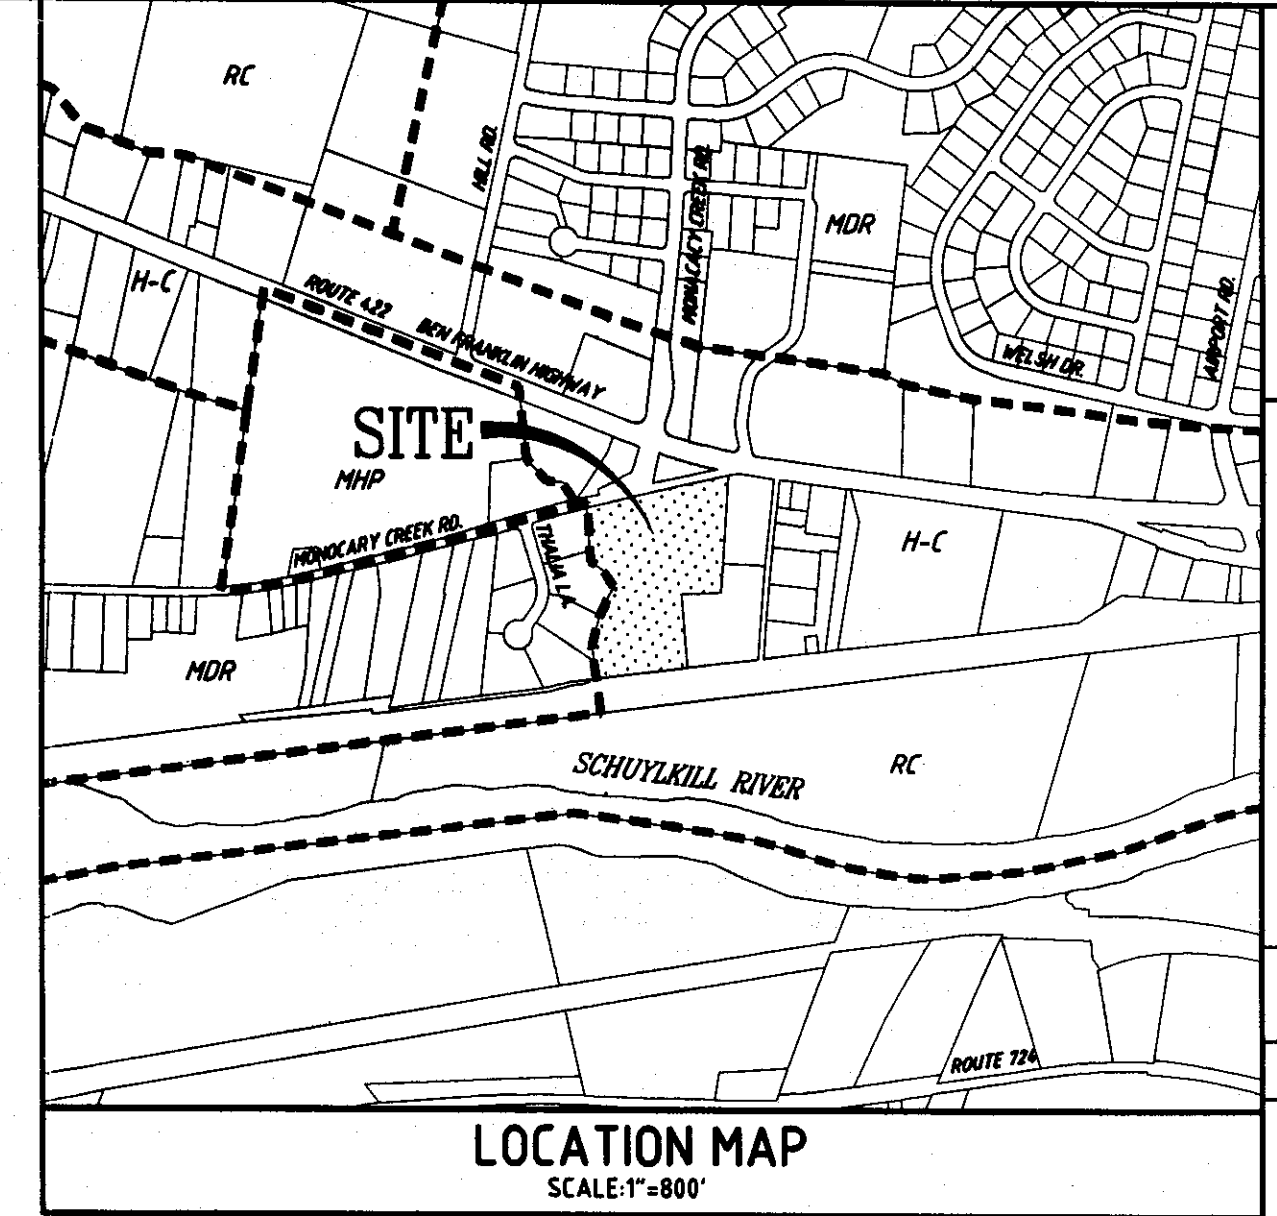 RC
HILL RD.
MONACACY CREEK RD.
MDR
H-C
ROUTE 422
BEN FRANKLIN HIGHWAY
AIRPORT RD.
WELSH DR.
SITE
MHP
MONOCARY CREEK RD.
THALIA LA.
H-C
MDR
SCHUYLKILL RIVER
RC
ROUTE 724
LOCATION MAP
SCALE:1"=800'